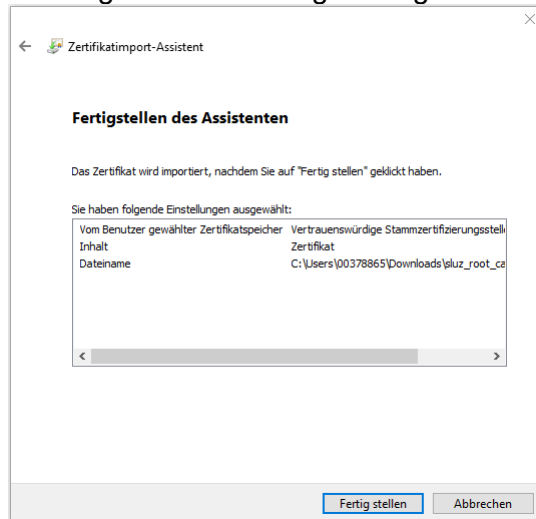 Zertifikatimport-Assistent
Fertigstellen des Assistenten
Das Zertifikat wird importiert, nachdem Sie auf "Fertig stellen" geklickt haben.
Sie haben folgende Einstellungen ausgewählt:
Vom Benutzer gewählter Zertifikatspeicher Vertrauenswürdige Stammzertifizierungsstell
Inhalt Zertifikat
Dateiname C:\Users\00378865\Downloads\sluz_root_ca
Fertig stellen Abbrechen